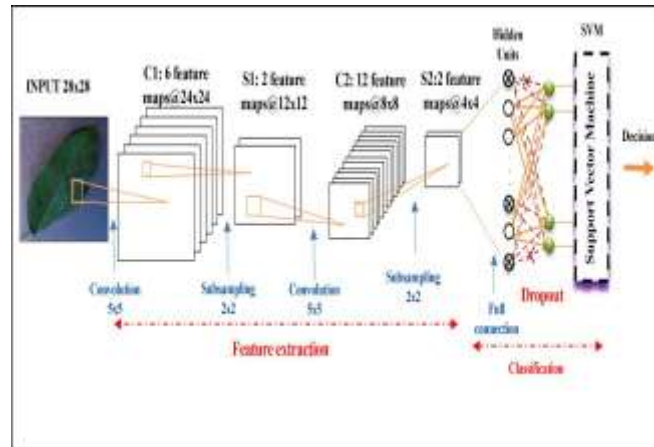 Hidden
Units
SVM
INPUT 28x28
C1: 6 feature
maps@24x24
S1: 2 feature
maps@12x12
C2: 12 feature
maps@8x8
S2:2 feature
maps@4x4
Support Vector Machine
Decision
Convolution
5x5
Subsampling
2x2
Convolution
5x5
Subsampling
2x2
Full
connection
Dropout
Feature extraction
Classification